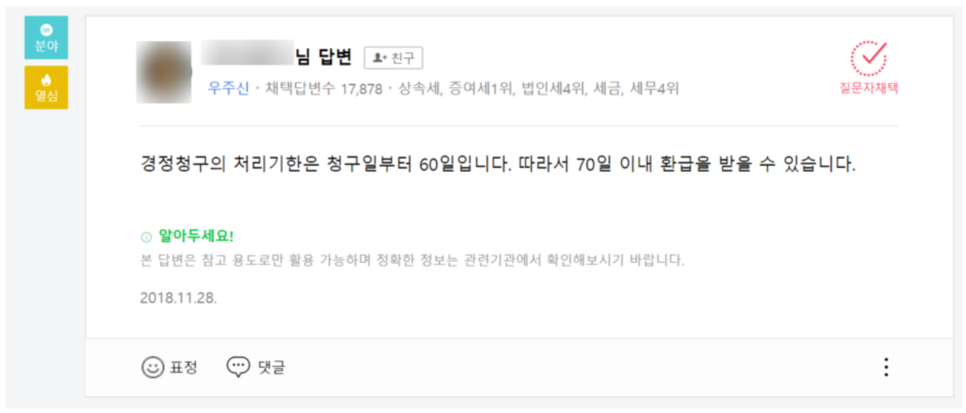 분야
열심
님 답변 친구
우주신 · 채택답변수 17,878 · 상속세, 증여세1위, 법인세4위, 세금, 세무4위
질문자채택
경정청구의 처리기한은 청구일부터 60일입니다. 따라서 70일 이내 환급을 받을 수 있습니다.
알아두세요!
본 답변은 참고 용도로만 활용 가능하며 정확한 정보는 관련기관에서 확인해보시기 바랍니다.
2018.11.28.
표정 댓글